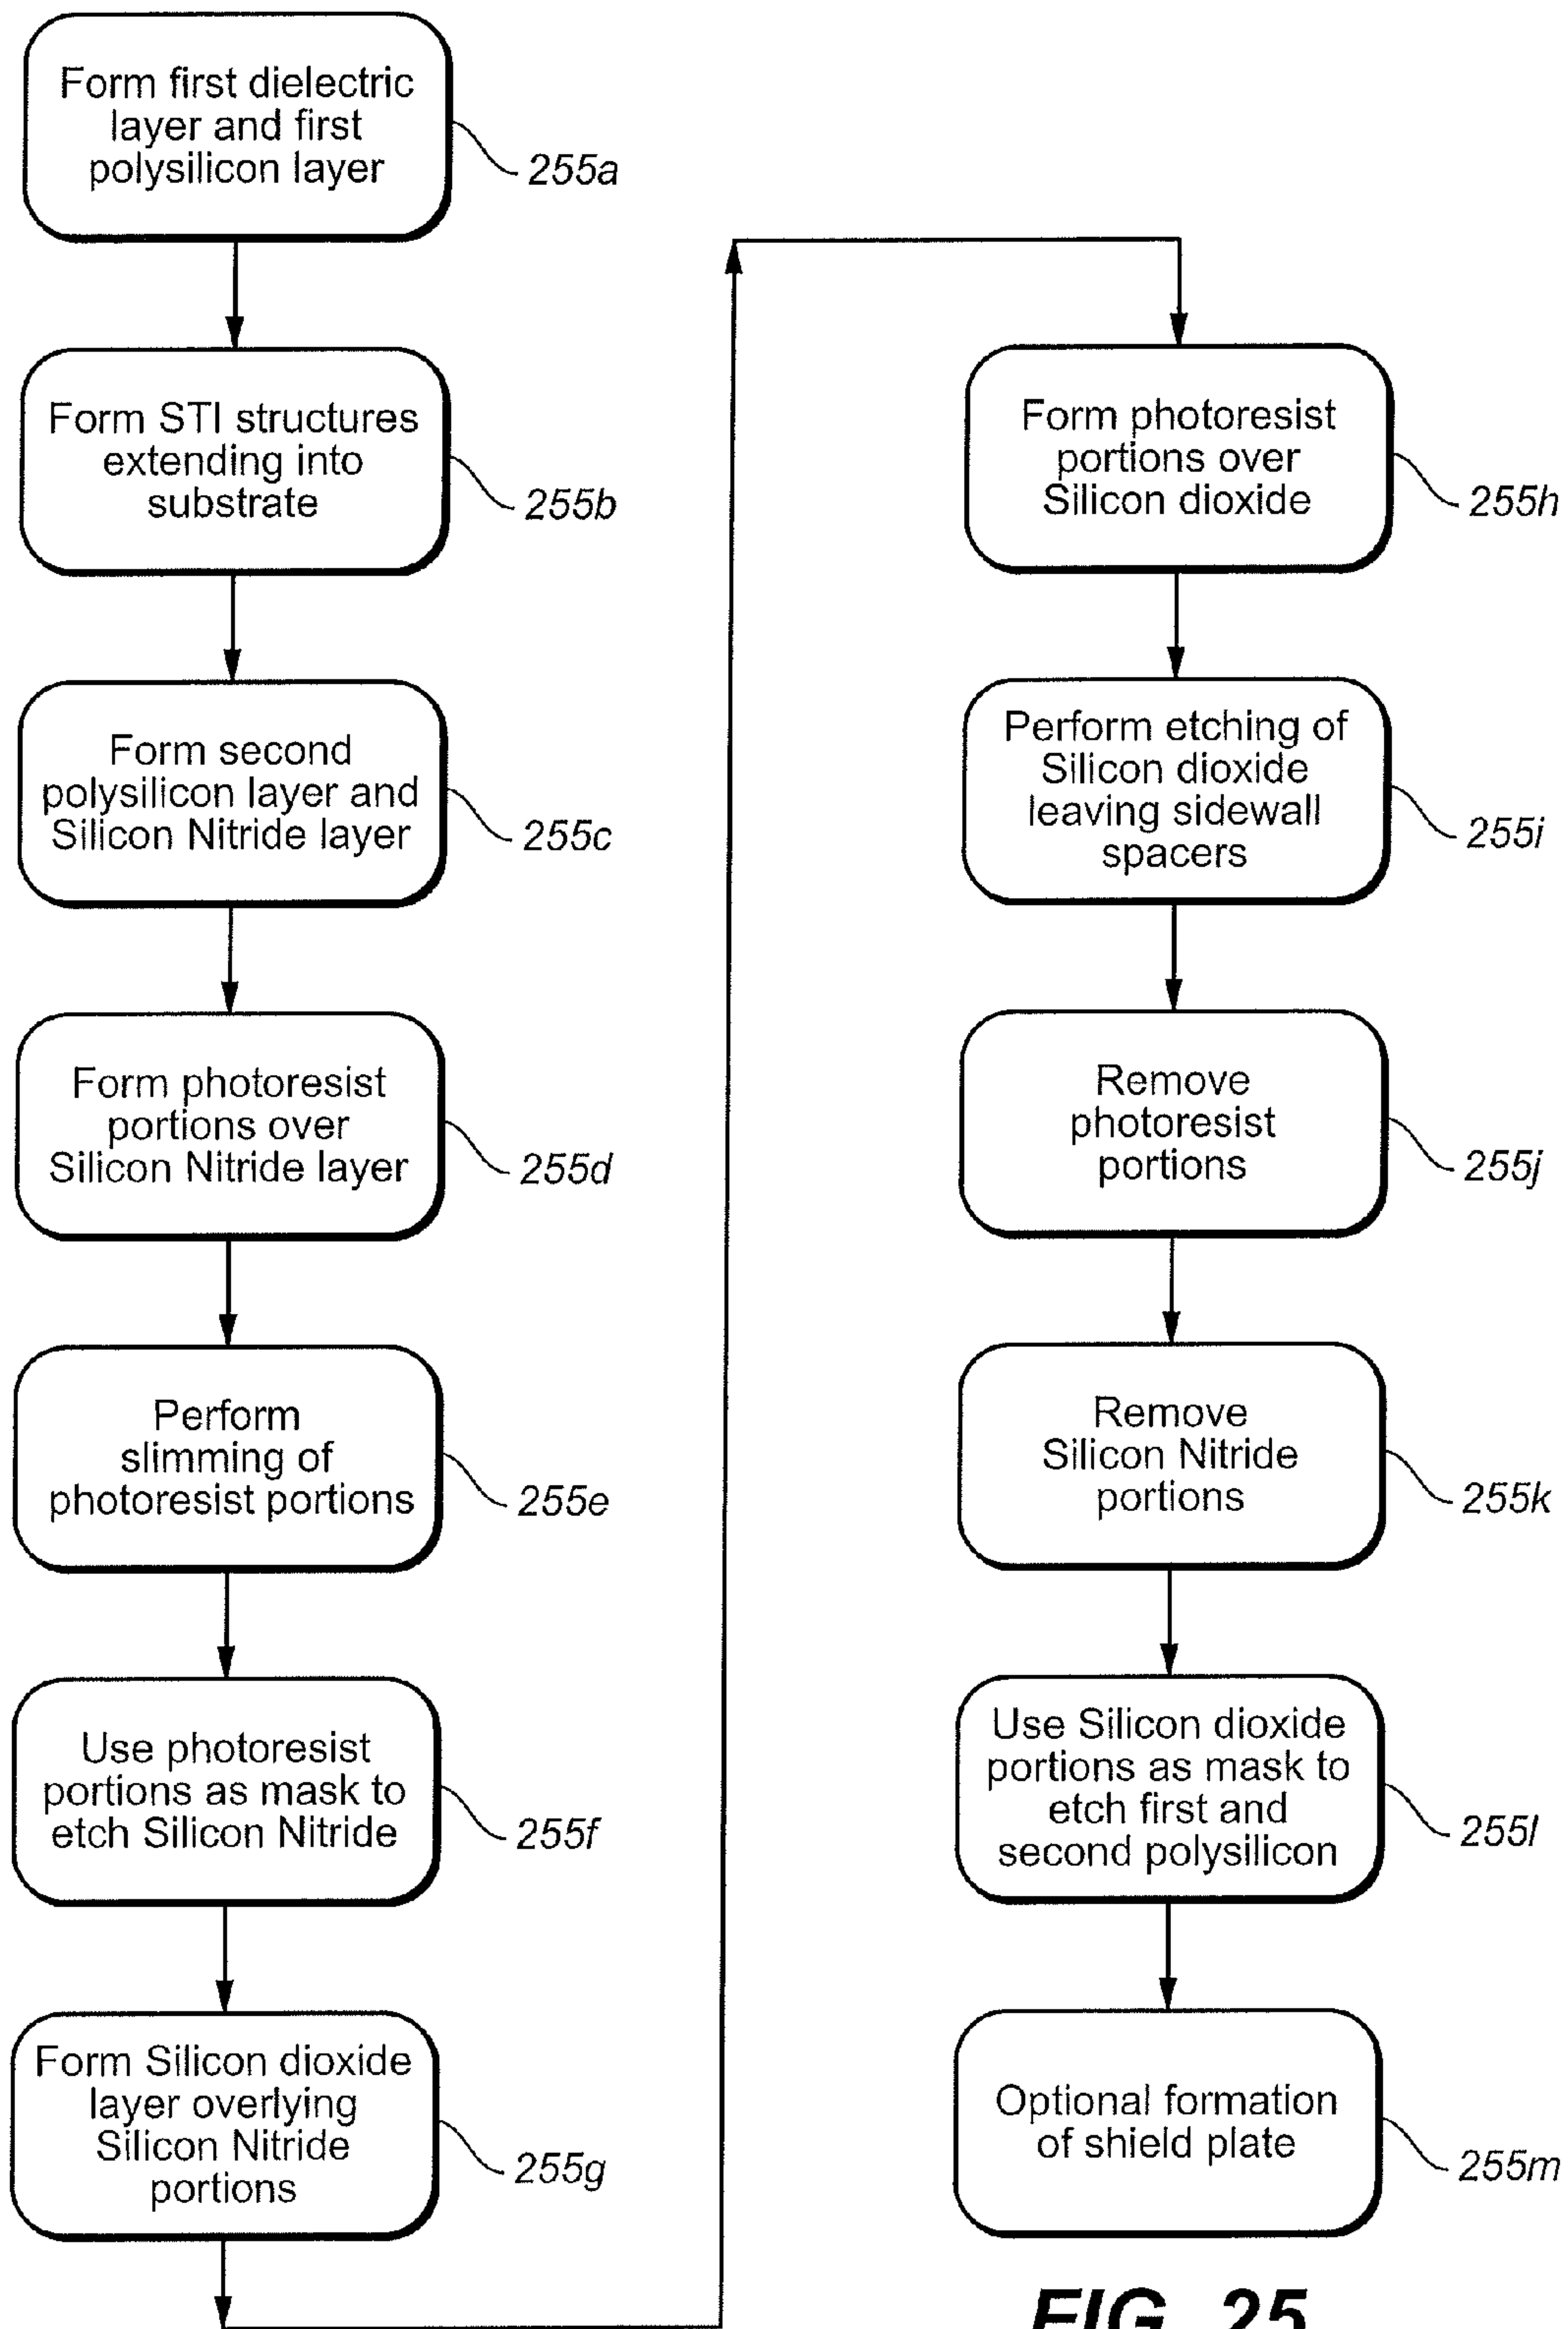 Form first dielectric
layer and first
polysilicon layer
255a
Form STI structures
extending into
substrate
255b
Form second
polysilicon layer and
Silicon Nitride layer
255c
Form photoresist
portions over
Silicon Nitride layer
255d
Perform
slimming of
photoresist portions
255e
Use photoresist
portions as mask to
etch Silicon Nitride
255f
Form Silicon dioxide
layer overlying
Silicon Nitride
portions
255g
Form photoresist
portions over
Silicon dioxide
255h
Perform etching of
Silicon dioxide
leaving sidewall
spacers
255i
Remove
photoresist
portions
255j
Remove
Silicon Nitride
portions
255k
Use Silicon dioxide
portions as mask to
etch first and
second polysilicon
255l
Optional formation
of shield plate
255m
FIG. 25